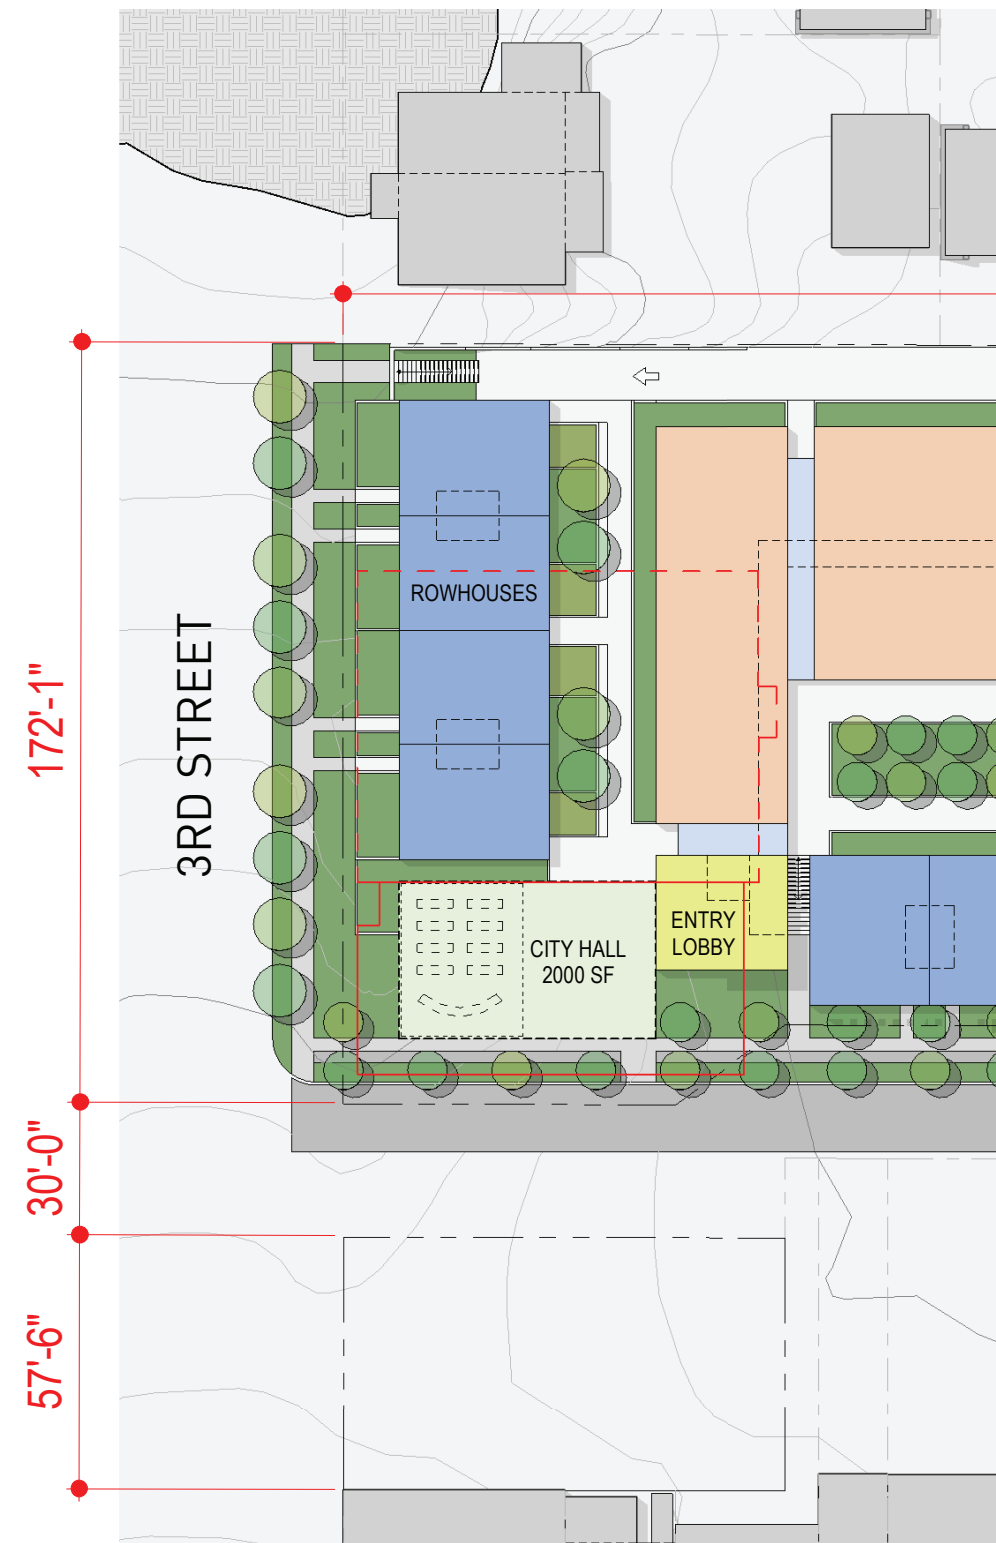 172'-1"
3RD STREET
ROWHOUSES
ENTRY
LOBBY
CITY HALL
2000 SF
30'-0"
57'-6"